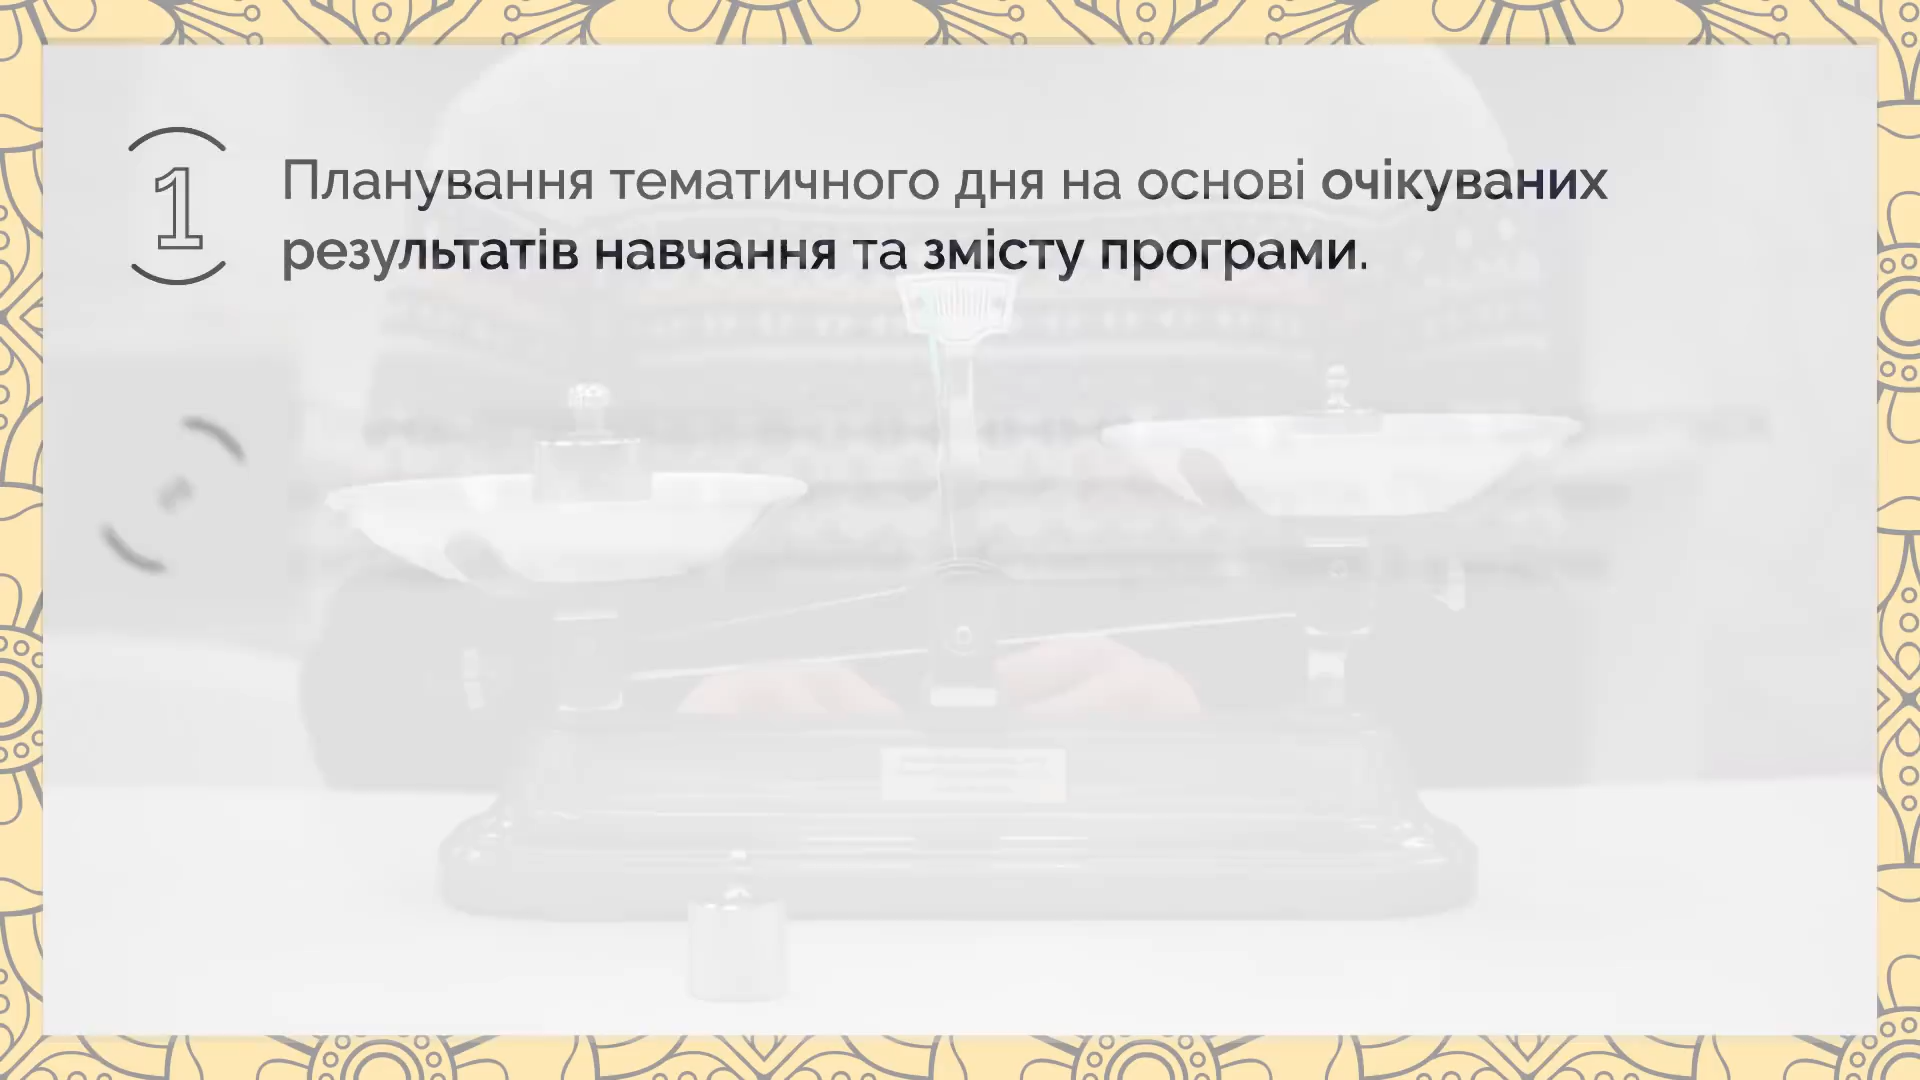 1
Планування тематичного дня на основі очікуваних
результатів навчання та змісту програми.